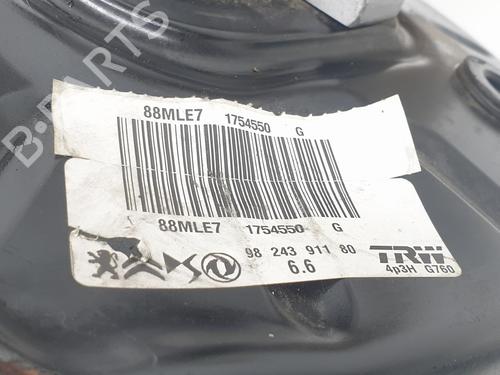 B-PARTS
88MLE7 1754550 G
88MLE7 1754550 G
98 243 911 80
6.6
TRW
4p3H G760